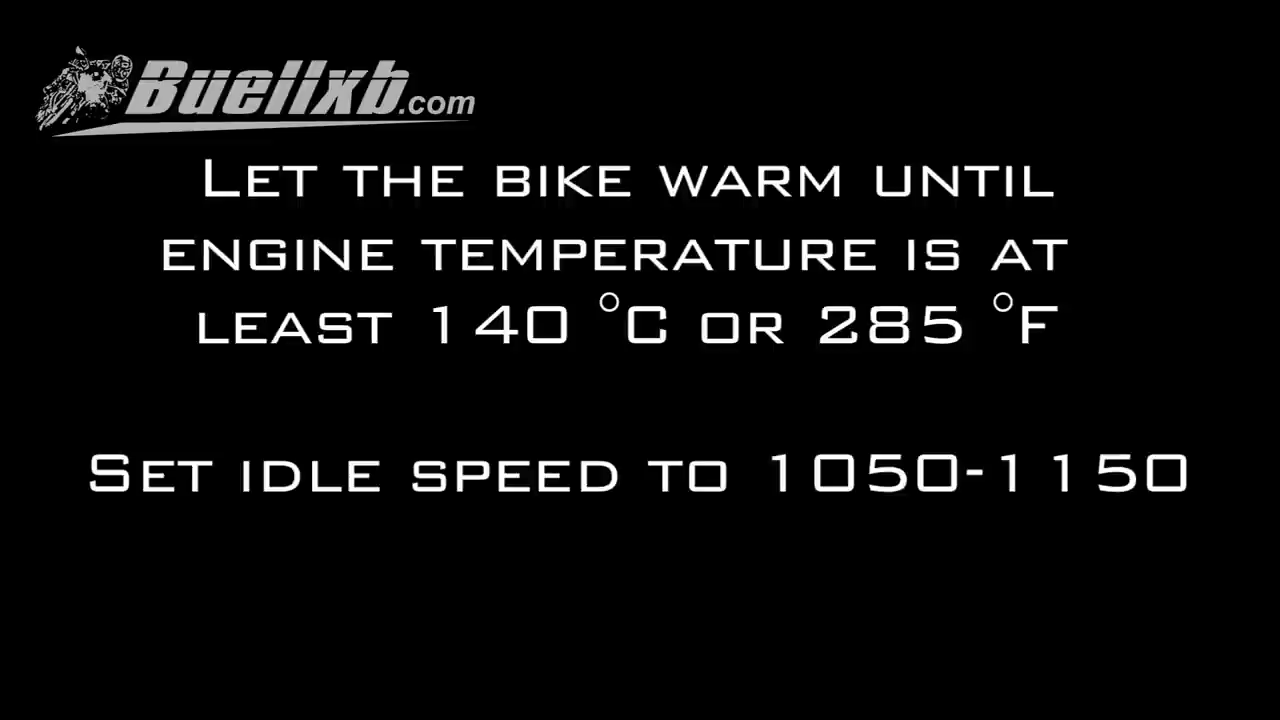 Buellxb.com
LET THE BIKE WARM UNTIL
ENGINE TEMPERATURE IS AT
LEAST 140 °C OR 285 °F
SET IDLE SPEED TO 1050-1150